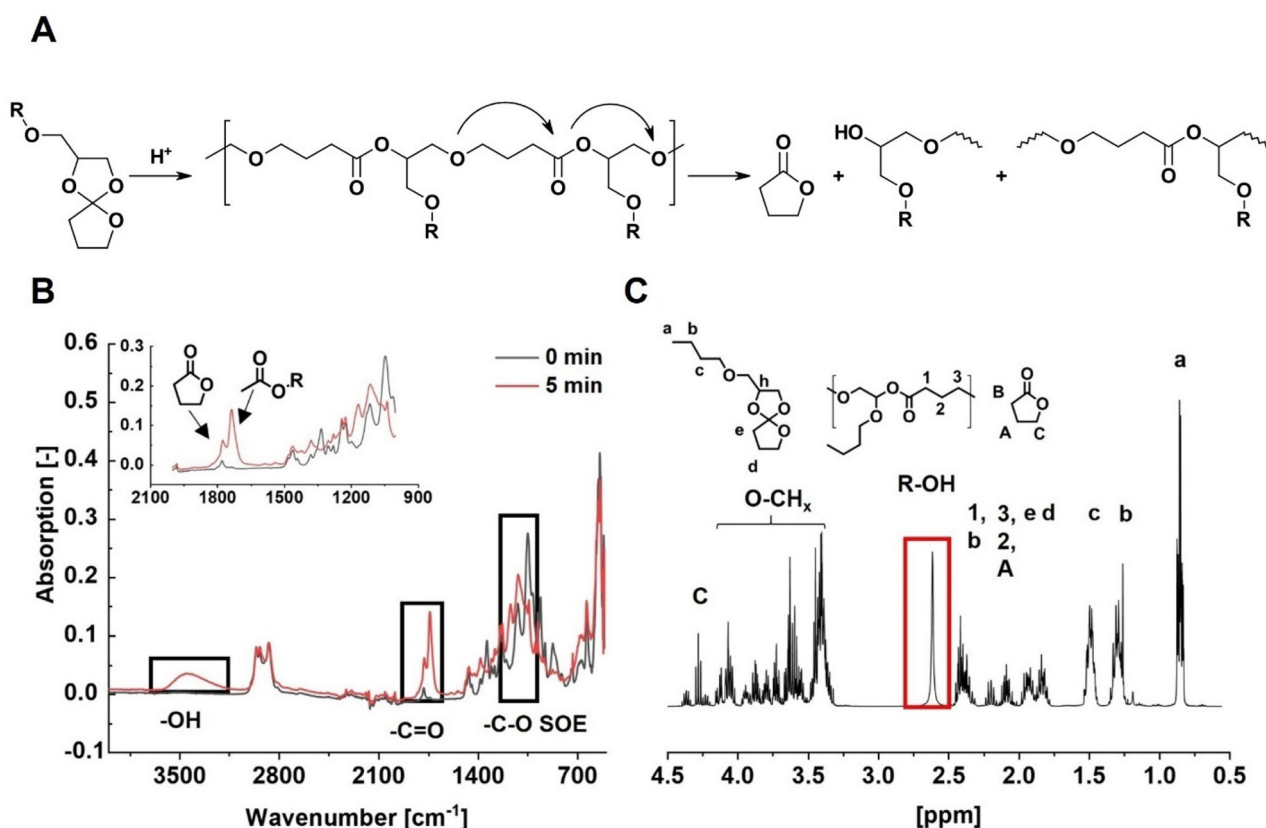 A
R
O
O
O
O
H+
O
O
O
O
R
O
O
O
O
R
O
O
O
+
HO
O
O
R
+
O
O
O
O
R
B
Absorption [-]
0.6
0.5
0.4
0.3
0.2
0.1
0.0
-0.1
0.3
0.2
0.1
0.0
2100 1800 1500 1200 900
O
O
O
O
R
0 min
5 min
-OH
-C=O
-C-O SOE
3500 2800 2100 1400 700
Wavenumber [cm-1]
C
a
b
c
O
h
O
O
O
e
d
O
O
O
O
1
2
3
O
O
B
A
C
O-CHx
R-OH
1, 3, e d
b 2,
A
c
b
a
C
4.5 4.0 3.5 3.0 2.5 2.0 1.5 1.0 0.5
[ppm]